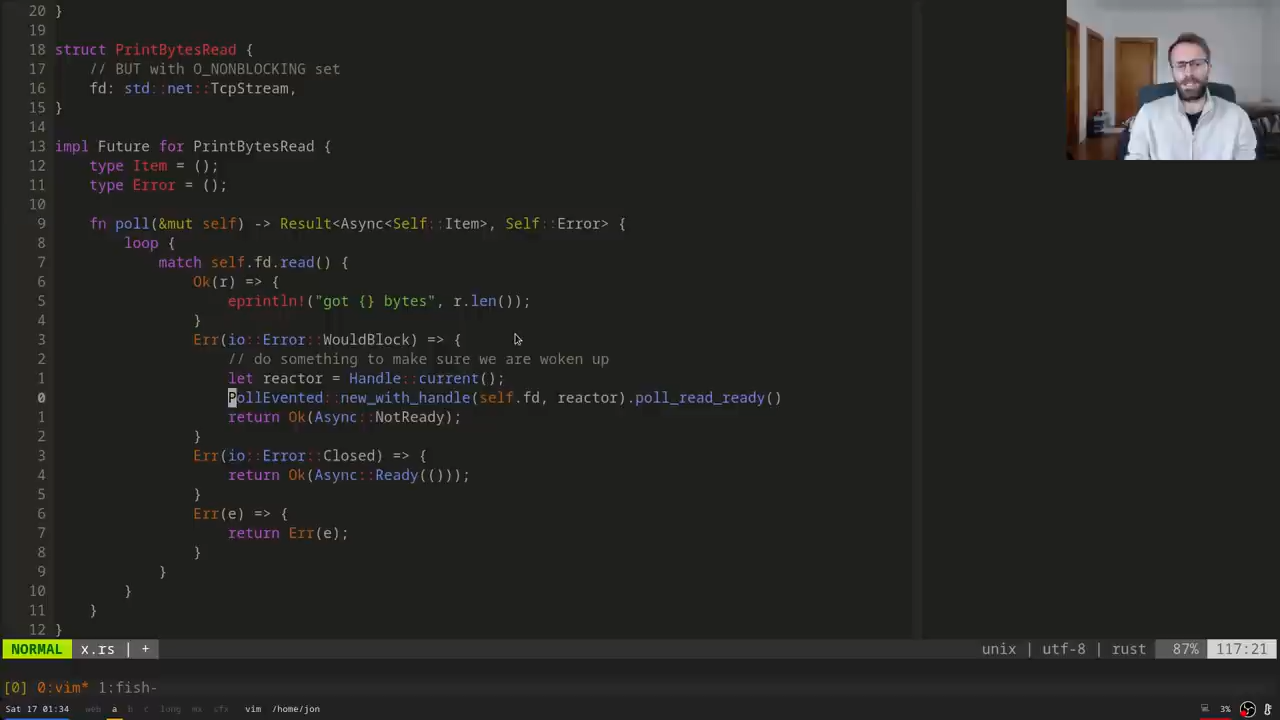 20 }
19
18 struct PrintBytesRead {
17     // BUT with O_NONBLOCKING set
16     fd: std::net::TcpStream,
15 }
14
13 impl Future for PrintBytesRead {
12     type Item = ();
11     type Error = ();
10
9     fn poll(&mut self) -> Result<Async<Self::Item>, Self::Error> {
8         loop {
7             match self.fd.read() {
6                 Ok(r) => {
5                     eprintln!("got {} bytes", r.len());
4                 }
3                 Err(io::Error::WouldBlock) => {
2                     // do something to make sure we are woken up
1                     let reactor = Handle::current();
0                     PollEvented::new_with_handle(self.fd, reactor).poll_read_ready()
1                     return Ok(Async::NotReady);
2                 }
3                 Err(io::Error::Closed) => {
4                     return Ok(Async::Ready(()));
5                 }
6                 Err(e) => {
7                     return Err(e);
8                 }
9             }
10         }
11     }
12 }
NORMAL x.rs | + unix | utf-8 | rust 87% 117:21
[0] 0:vim* 1:fish-
Sat 17 01:34 web a b c lung mx cfx vim /home/jon 3%